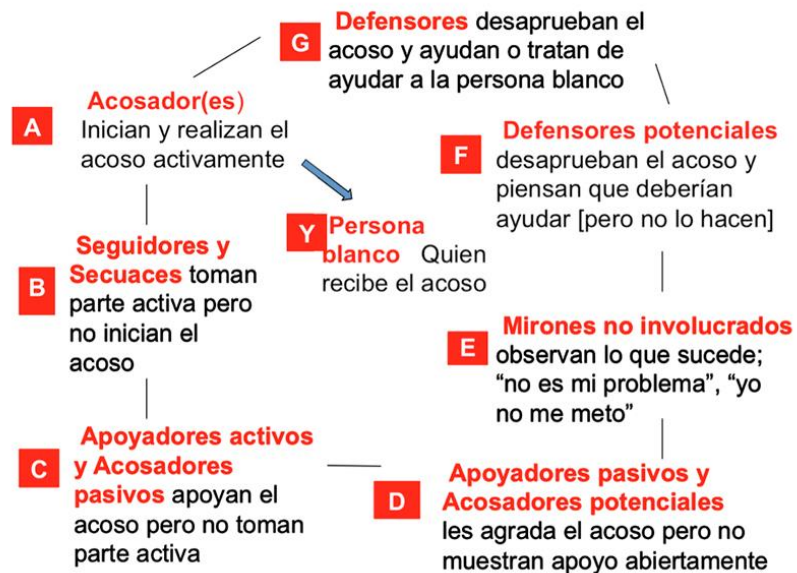 G
Defensores desaprueban el
acoso y ayudan o tratan de
ayudar a la persona blanco
A
Acosador(es)
Inician y realizan el
acoso activamente
F
Defensores potenciales
desaprueban el acoso y
piensan que deberían
ayudar [pero no lo hacen]
Y
Persona
blanco Quien
recibe el acoso
B
Seguidores y
Secuaces toman
parte activa pero
no inician el
acoso
E
Mirones no involucrados
observan lo que sucede;
“no es mi problema”, “yo
no me meto”
C
Apoyadores activos
y Acosadores
pasivos apoyan el
acoso pero no toman
parte activa
D
Apoyadores pasivos y
Acosadores potenciales
les agrada el acoso pero no
muestran apoyo abiertamente